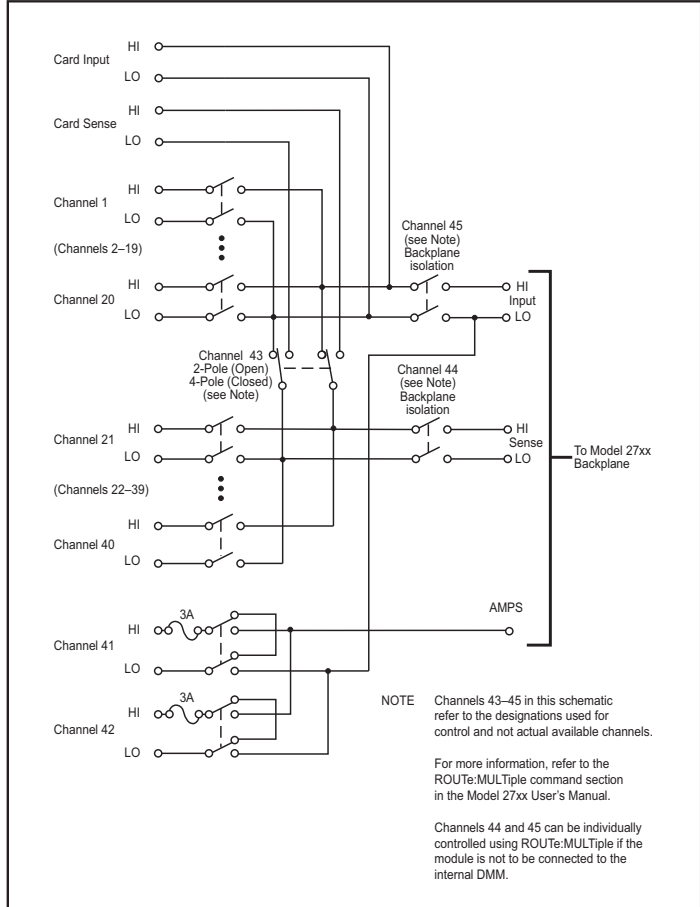 HI
Card Input
LO
HI
Card Sense
LO
HI
Channel 1
LO
(Channels 2–19)
HI
Channel 20
LO
Channel 45
(see Note)
Backplane
isolation
HI
Input
LO
Channel 43
2-Pole (Open)
4-Pole (Closed)
(see Note)
Channel 44
(see Note)
Backplane
isolation
HI
Channel 21
LO
(Channels 22–39)
HI
Sense
LO
To Model 27xx
Backplane
HI
Channel 40
LO
AMPS
3A
HI
Channel 41
LO
3A
HI
Channel 42
LO
NOTE Channels 43–45 in this schematic
refer to the designations used for
control and not actual available channels.
For more information, refer to the
ROUTe:MULTiple command section
in the Model 27xx User's Manual.
Channels 44 and 45 can be individually
controlled using ROUTe:MULTiple if the
module is not to be connected to the
internal DMM.